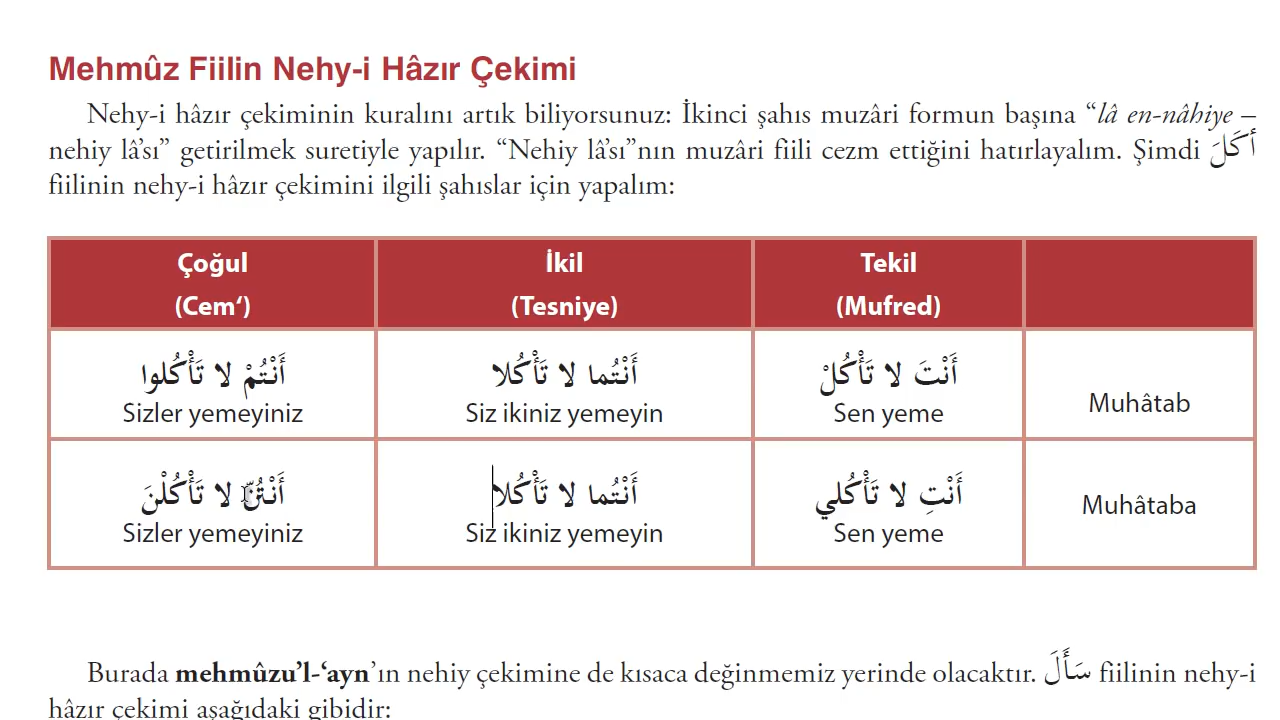 Mehmûz Fiilin Nehy-i Hâzır Çekimi
Nehy-i hâzır çekiminin kuralını artık biliyorsunuz: İkinci şahıs muzâri formun başına “lâ en-nâhiye –
nehiy lâ’sı” getirilmek suretiyle yapılır. “Nehiy lâ’sı”nın muzâri fiili cezm ettiğini hatırlayalım. Şimdi أَكَلَ
fiilinin nehy-i hâzır çekimini ilgili şahıslar için yapalım:
Çoğul İkil Tekil
(Cem‘) (Tesniye) (Mufred)
أَنْتُمْ لا تَأْكُلوا أَنْتُما لا تَأْكُلا أَنْتَ لا تَأْكُلْ
Sizler yemeyiniz Siz ikiniz yemeyin Sen yeme Muhâtab
أَنْتُنَّ لا تَأْكُلْنَ أَنْتُما لا تَأْكُلا أَنْتِ لا تَأْكُلي
Sizler yemeyiniz Siz ikiniz yemeyin Sen yeme Muhâtaba
Burada mehmûzu’l-‘ayn’ın nehiy çekimine de kısaca değinmemiz yerinde olacaktır. سَأَلَ fiilinin nehy-i
hâzır çekimi aşağıdaki gibidir: